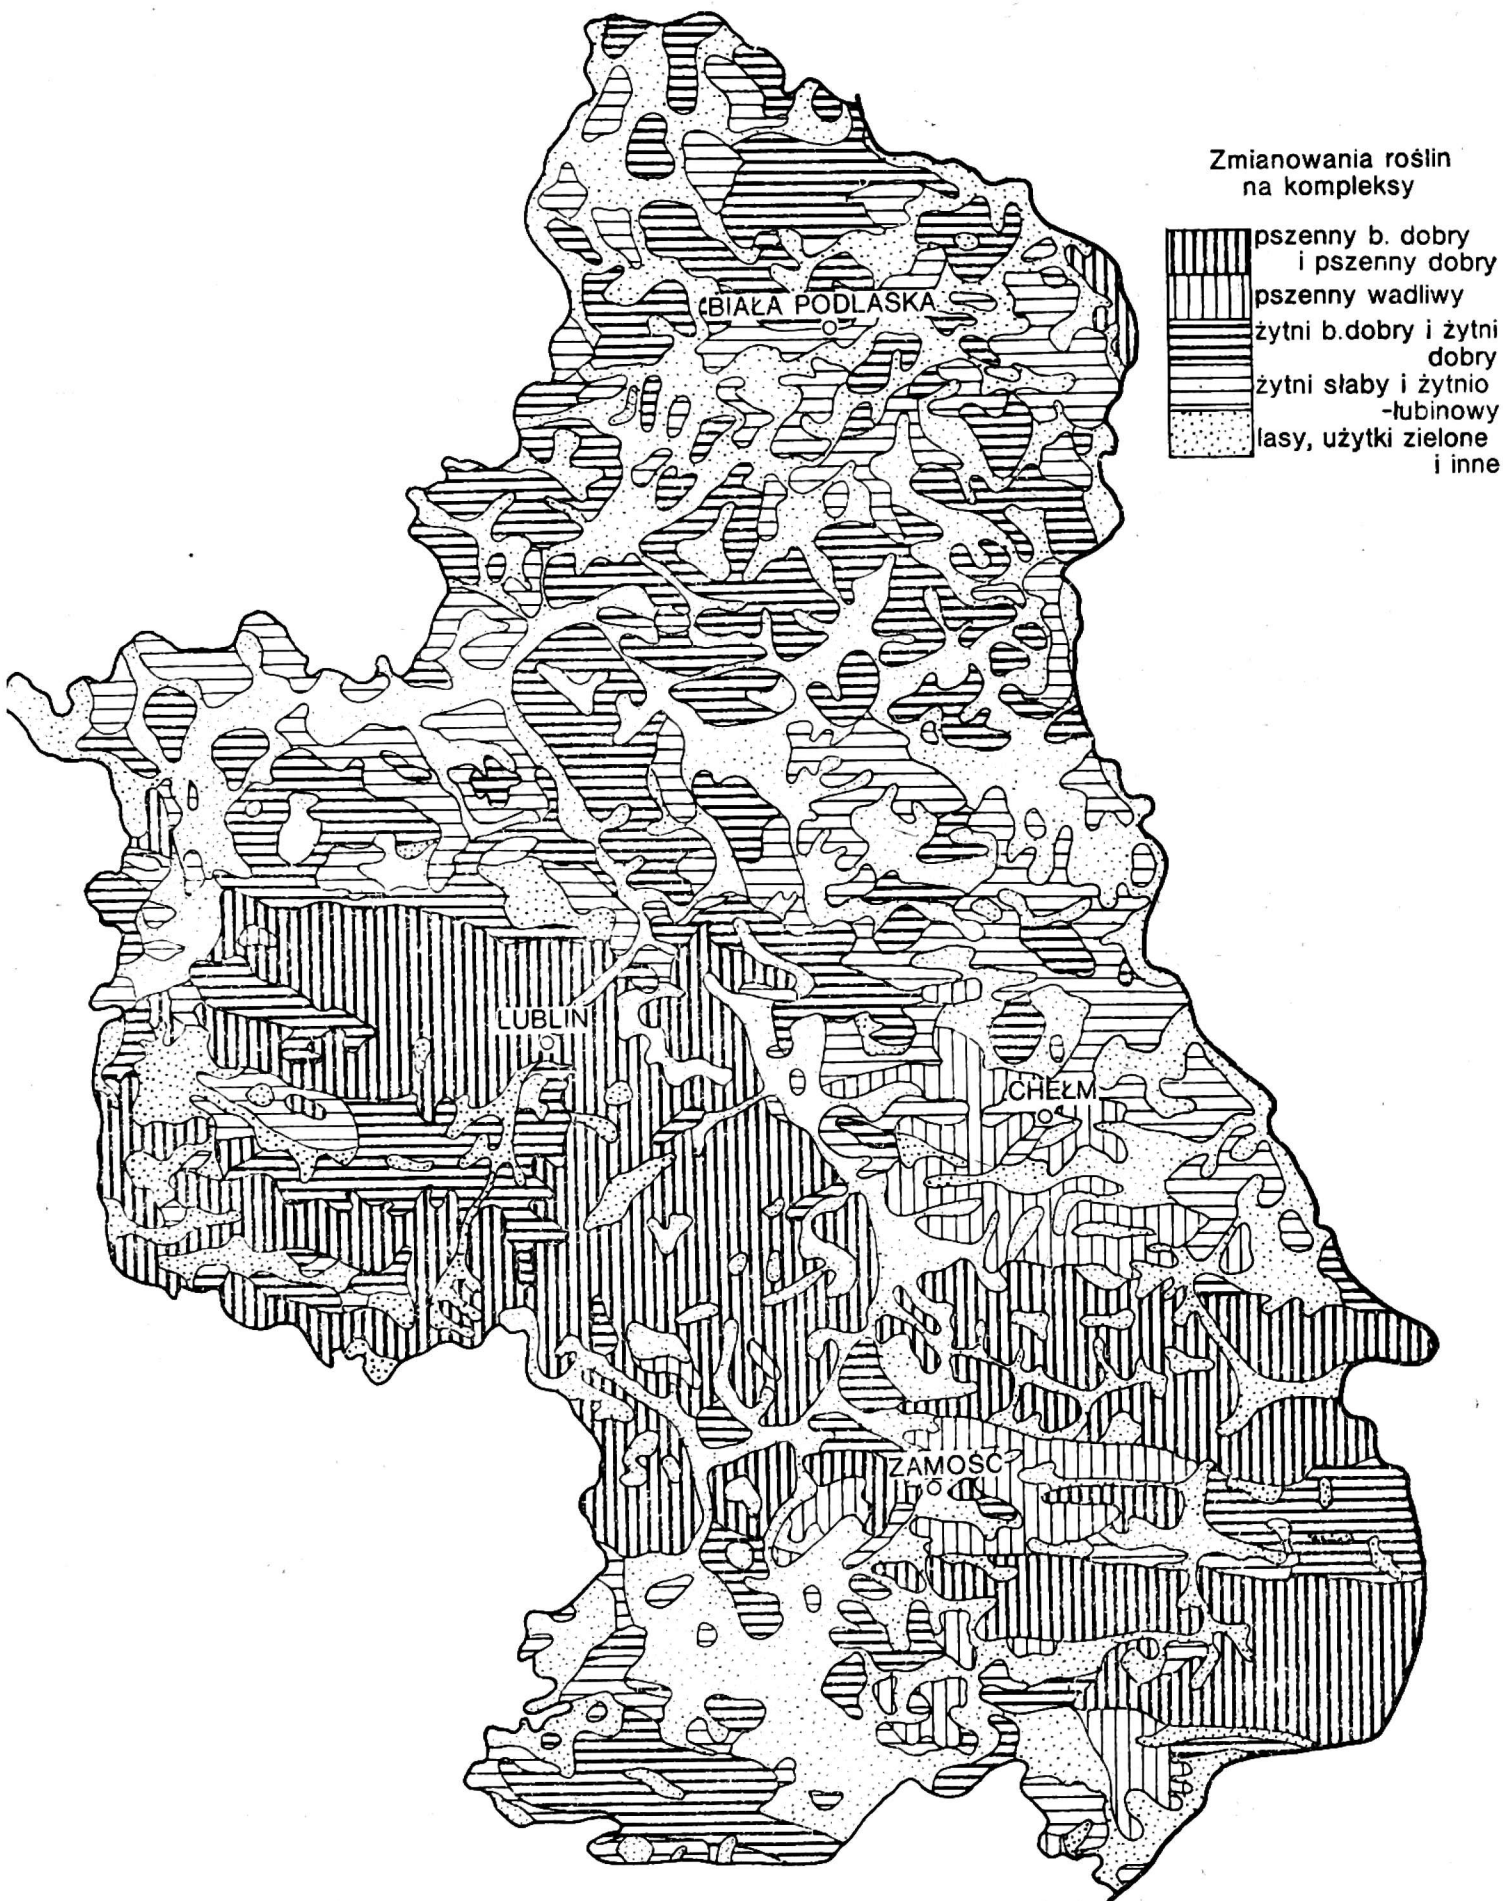 Zmianowania roślin
na kompleksy
pszenny b. dobry
i pszenny dobry
pszenny wadliwy
żytni b.dobry i żytni
dobry
żytni słaby i żytnio
-łubinowy
lasy, użytki zielone
i inne
BIAŁA PODLASKA
LUBLIN
CHEŁM
ZAMOŚĆ